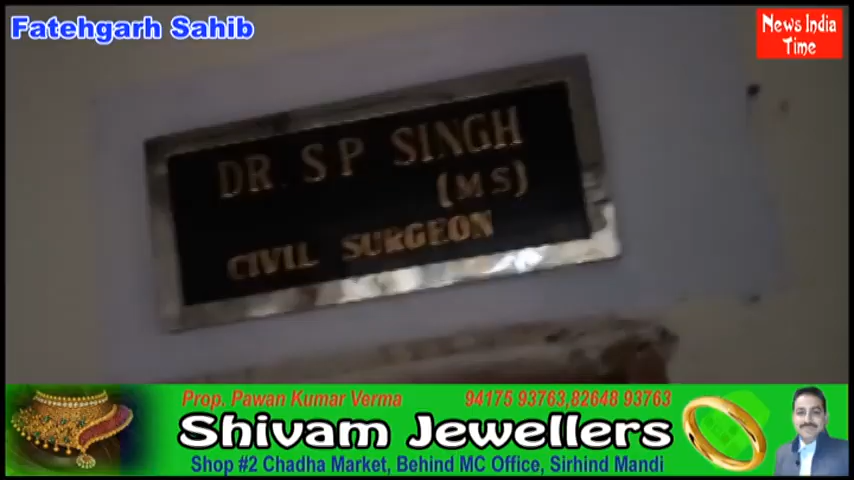 Fatehgarh Sahib
News India
Time
DR. S P SINGH
(M S)
CIVIL SURGEON
Prop. Pawan Kumar Verma 94175 93763,82648 93763
Shivam Jewellers
Shop #2 Chadha Market, Behind MC Office, Sirhind Mandi